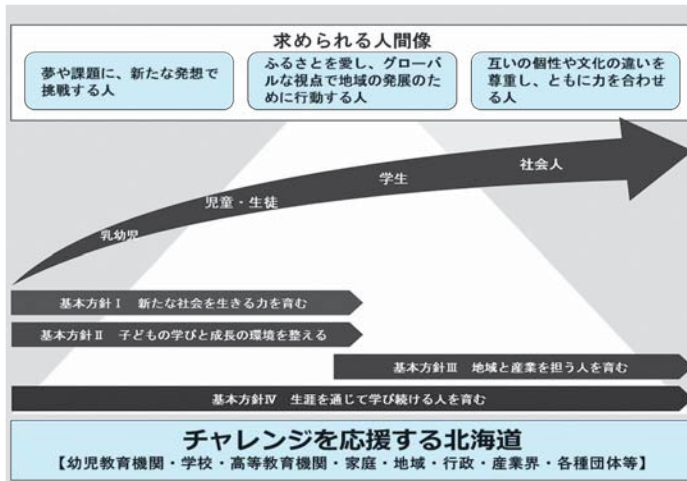 求められる人間像
夢や課題に、新たな発想で
挑戦する人
ふるさとを愛し、グローバ
ルな視点で地域の発展のた
めに行動する人
互いの個性や文化の違いを
尊重し、ともに力を合わせ
る人
社会人
学生
児童・生徒
乳幼児
基本方針Ⅰ 新たな社会を生きる力を育む
基本方針Ⅱ 子どもの学びと成長の環境を整える
基本方針Ⅲ 地域と産業を担う人を育む
基本方針Ⅳ 生涯を通じて学び続ける人を育む
チャレンジを応援する北海道
【幼児教育機関・学校・高等教育機関・家庭・地域・行政・産業界・各種団体等】